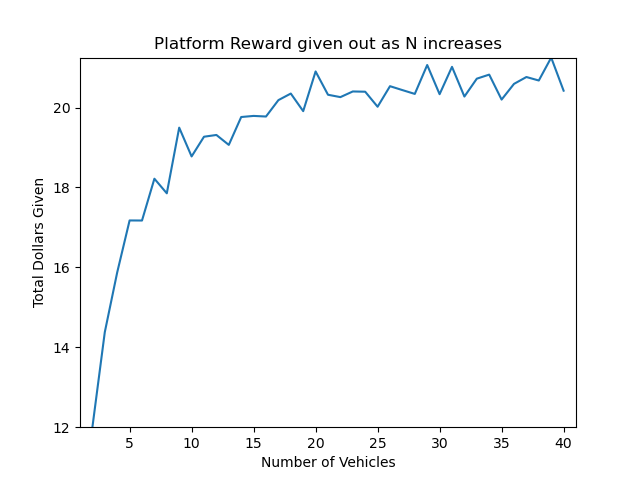 Platform Reward given out as N increases
Total Dollars Given
20
18
16
14
12
5 10 15 20 25 30 35 40
Number of Vehicles